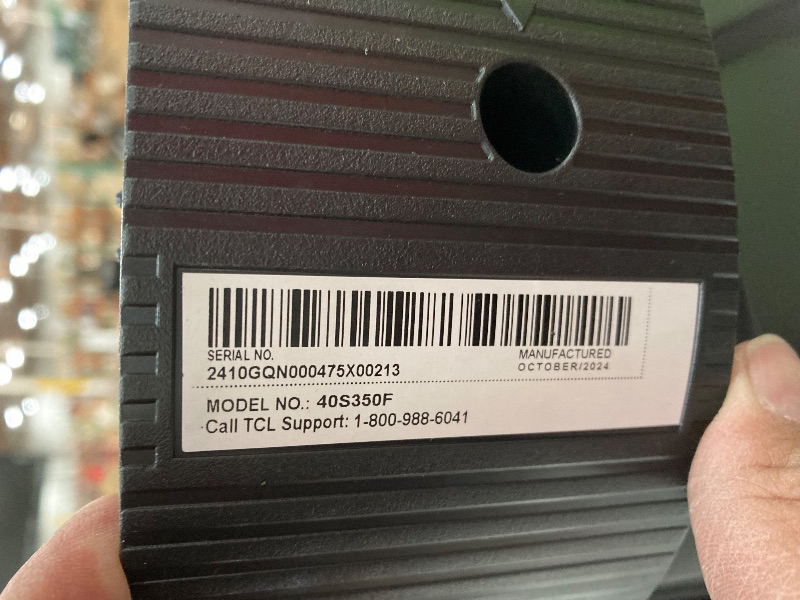 SERIAL NO.
2410GQN000475X00213
MANUFACTURED
OCTOBER/2024
MODEL NO.: 40S350F
Call TCL Support: 1-800-988-6041